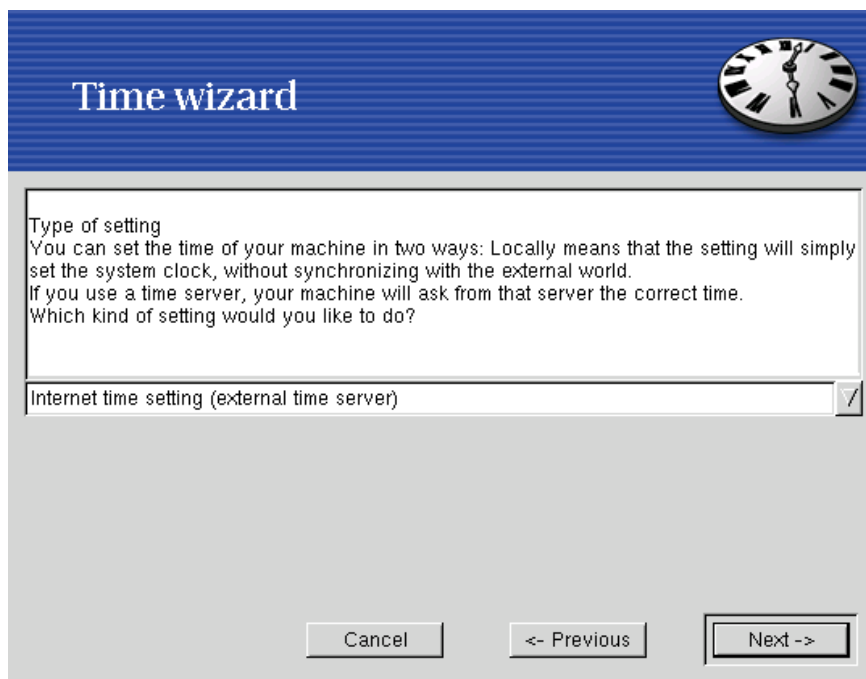 Time wizard
Type of setting
You can set the time of your machine in two ways: Locally means that the setting will simply
set the system clock, without synchronizing with the external world.
If you use a time server, your machine will ask from that server the correct time.
Which kind of setting would you like to do?
Internet time setting (external time server)
Cancel
<- Previous
Next ->